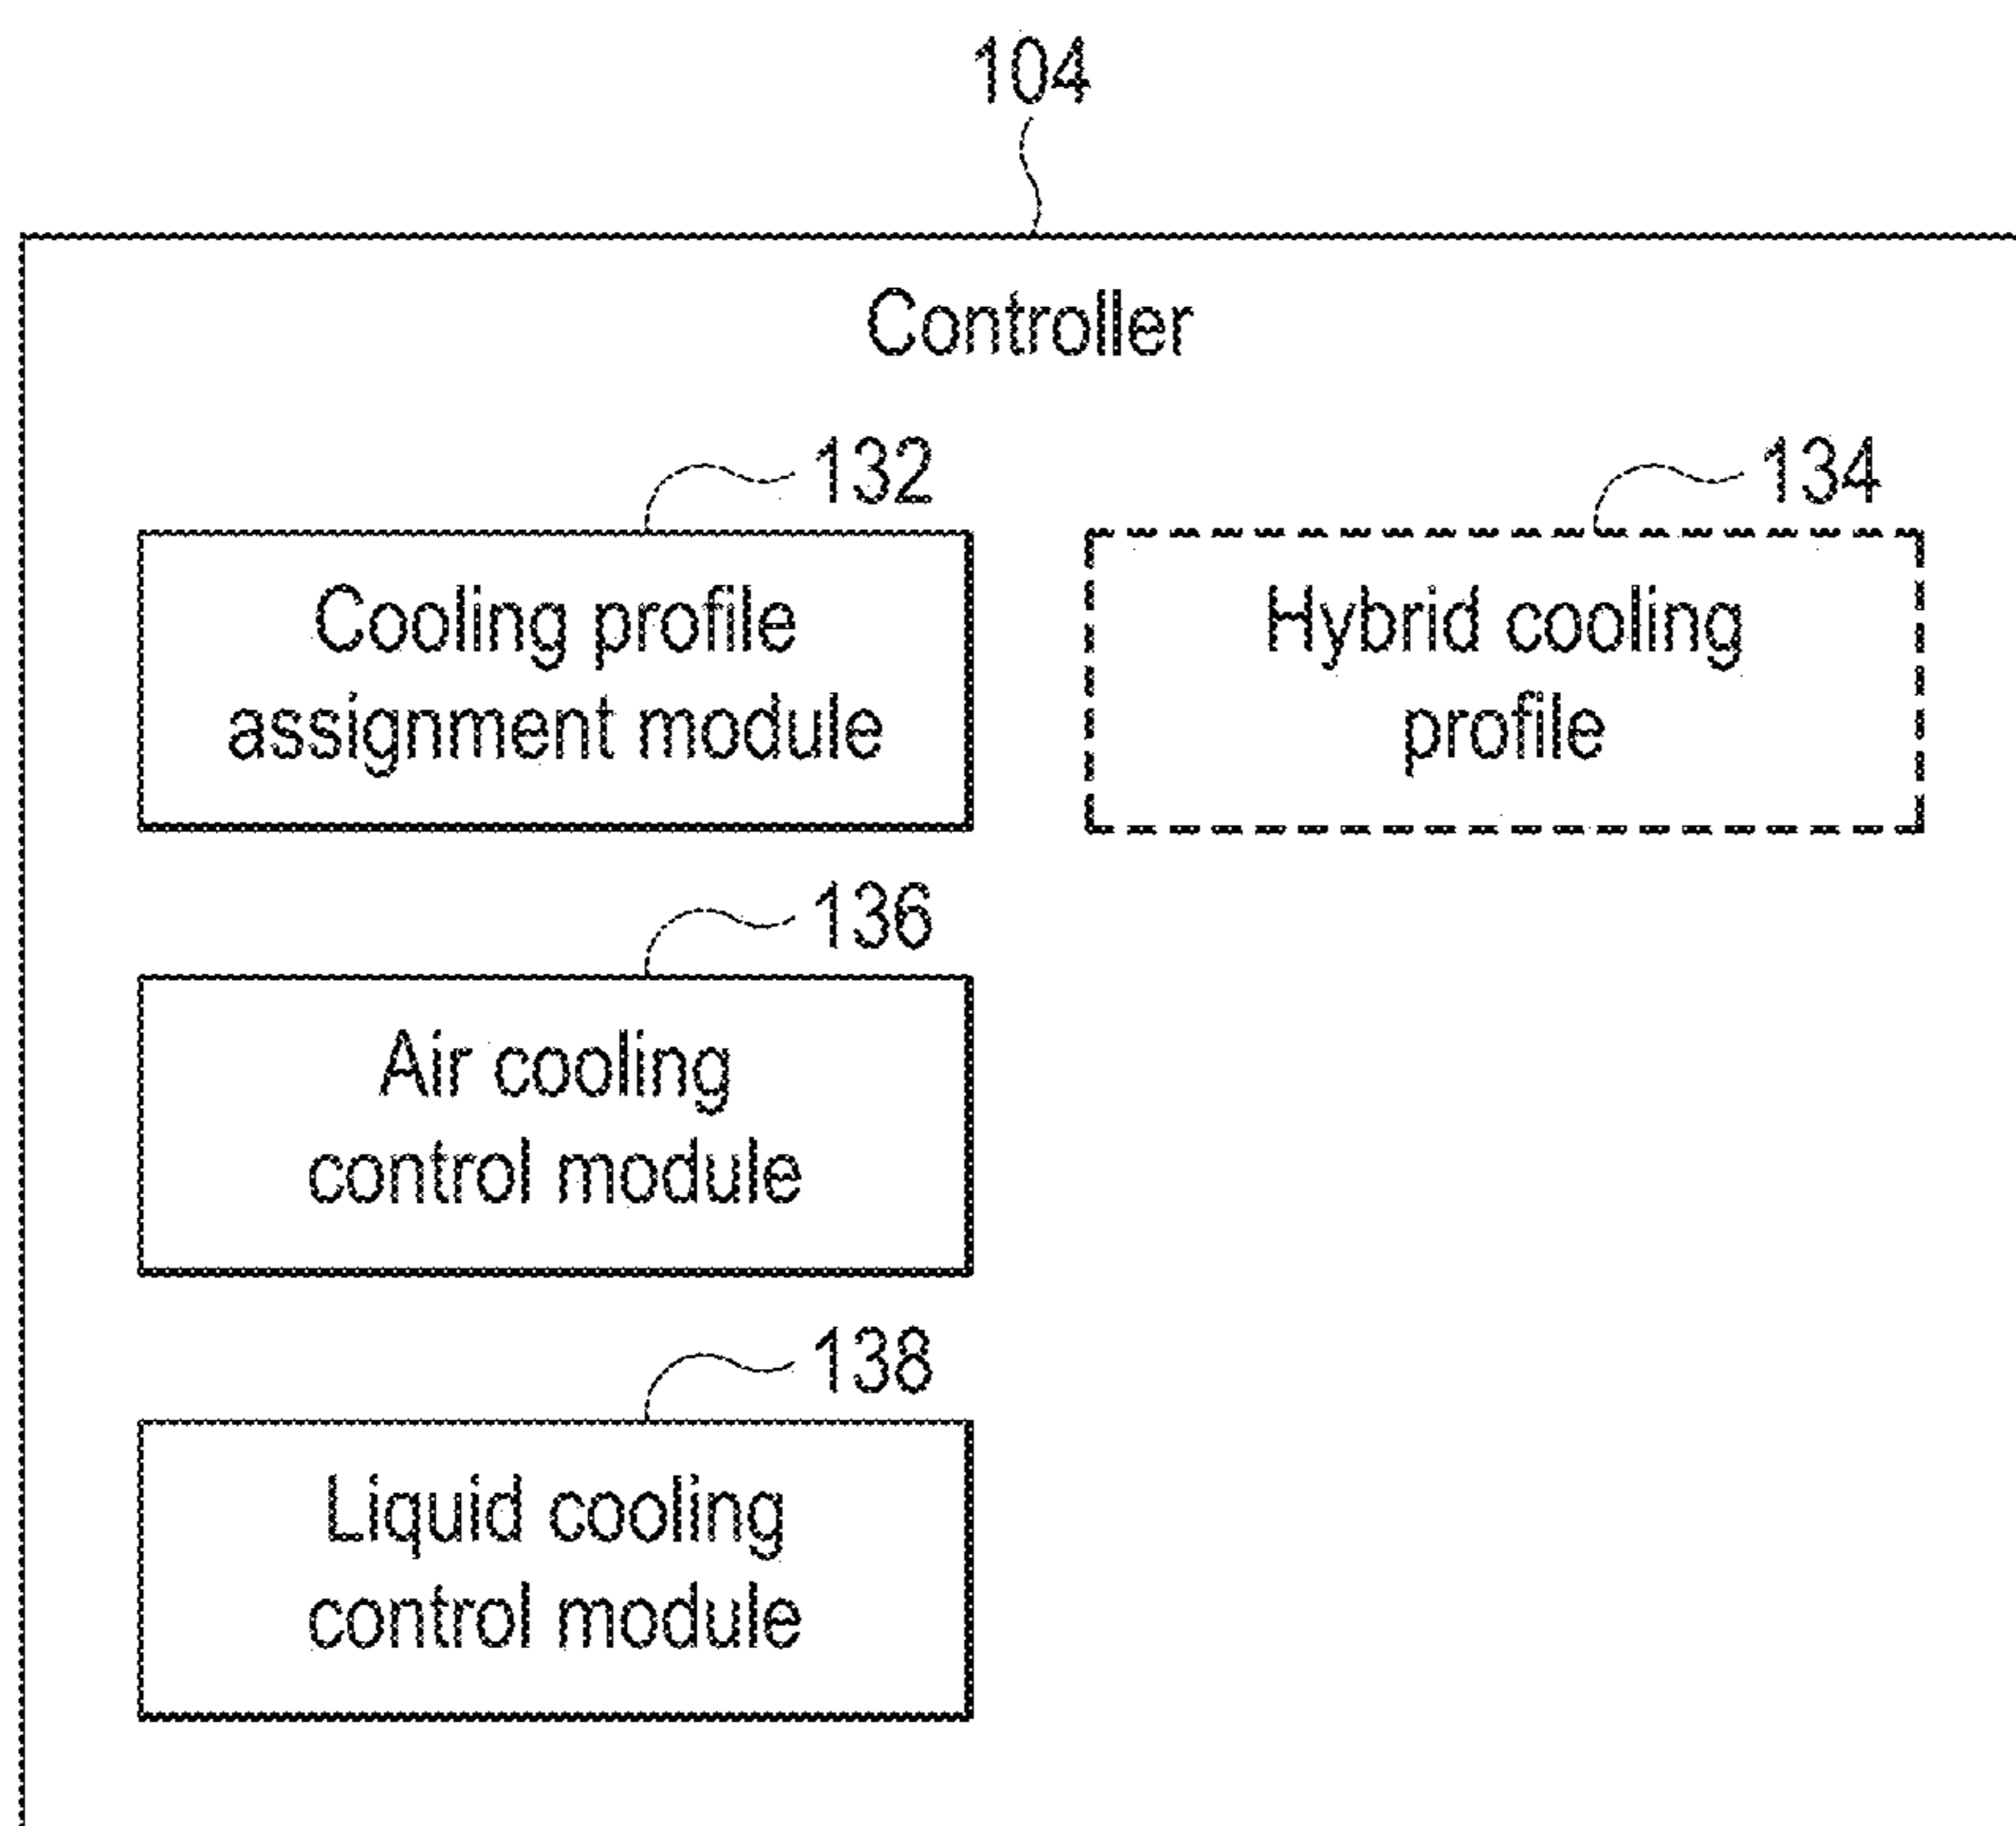 104
Controller
132
134
Cooling profile
assignment module
Hybrid cooling
profile
136
Air cooling
control module
138
Liquid cooling
control module